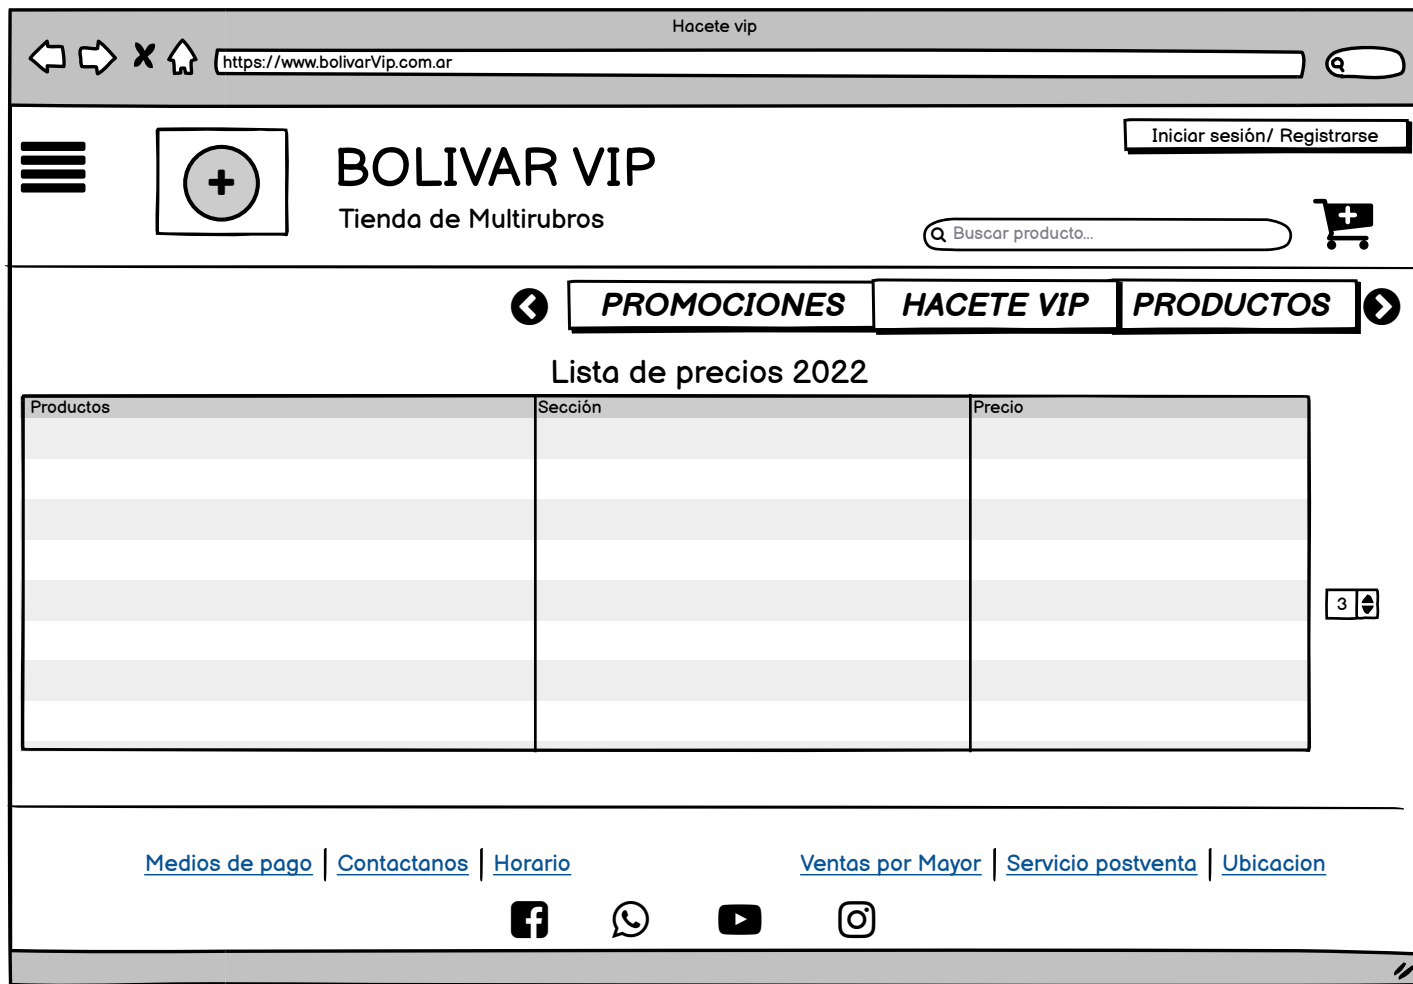 Hacete vip
https://www.bolivarVip.com.ar
Iniciar sesión/ Registrarse
BOLIVAR VIP
Tienda de Multirubros
Buscar producto...
PROMOCIONES HACETE VIP PRODUCTOS
Lista de precios 2022
Productos Sección Precio
3
Medios de pago Contactanos Horario Ventas por Mayor Servicio postventa Ubicacion